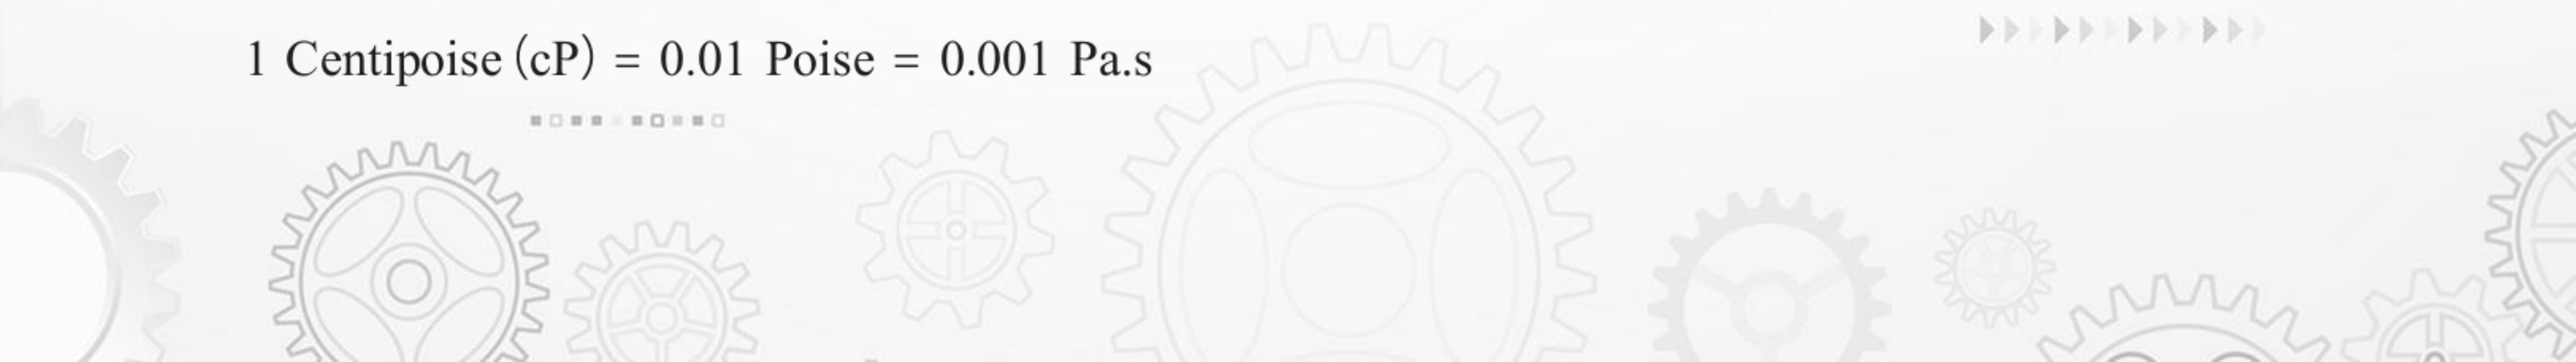 1 Centipoise (cP) = 0.01 Poise = 0.001 Pa.s